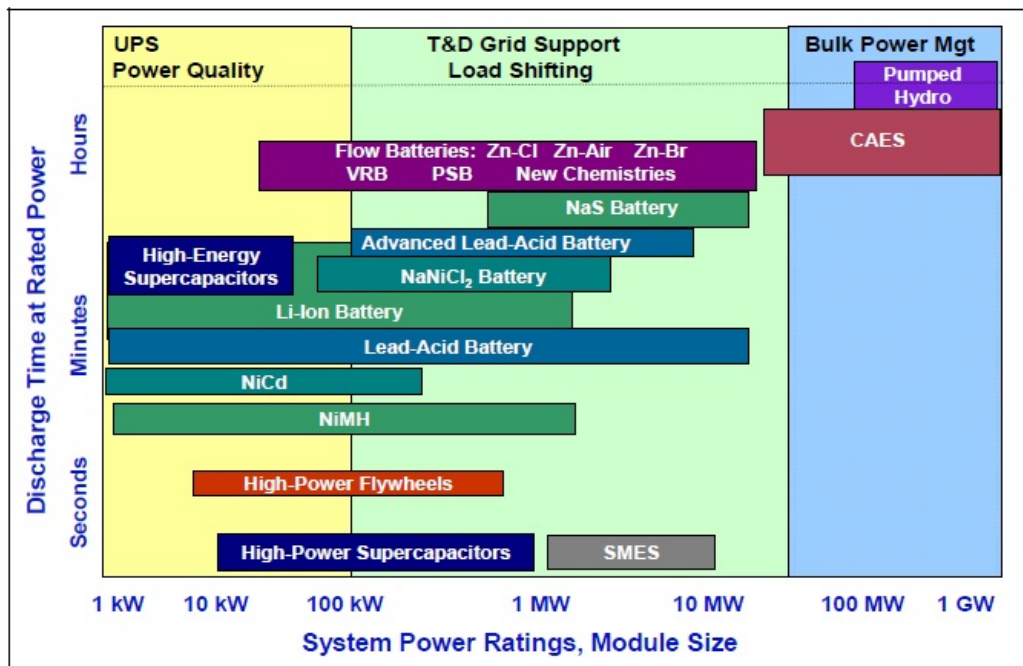 UPS
Power Quality
T&D Grid Support
Load Shifting
Bulk Power Mgt
Pumped
Hydro
CAES
Flow Batteries: Zn-Cl Zn-Air Zn-Br
VRB PSB New Chemistries
NaS Battery
Advanced Lead-Acid Battery
High-Energy
Supercapacitors
NaNiCl₂ Battery
Li-Ion Battery
Lead-Acid Battery
NiCd
NiMH
High-Power Flywheels
High-Power Supercapacitors
SMES
Discharge Time at Rated Power
Hours
Minutes
Seconds
1 kW 10 kW 100 kW 1 MW 10 MW 100 MW 1 GW
System Power Ratings, Module Size